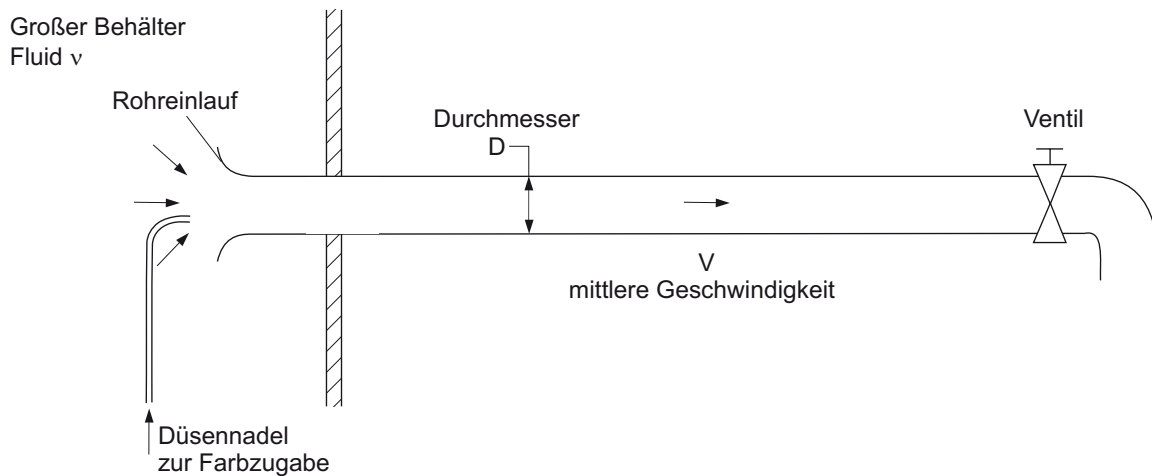 Großer Behälter
Fluid ν
Rohreinlauf
Durchmesser
D
Ventil
V
mittlere Geschwindigkeit
Düsennadel
zur Farbzugabe